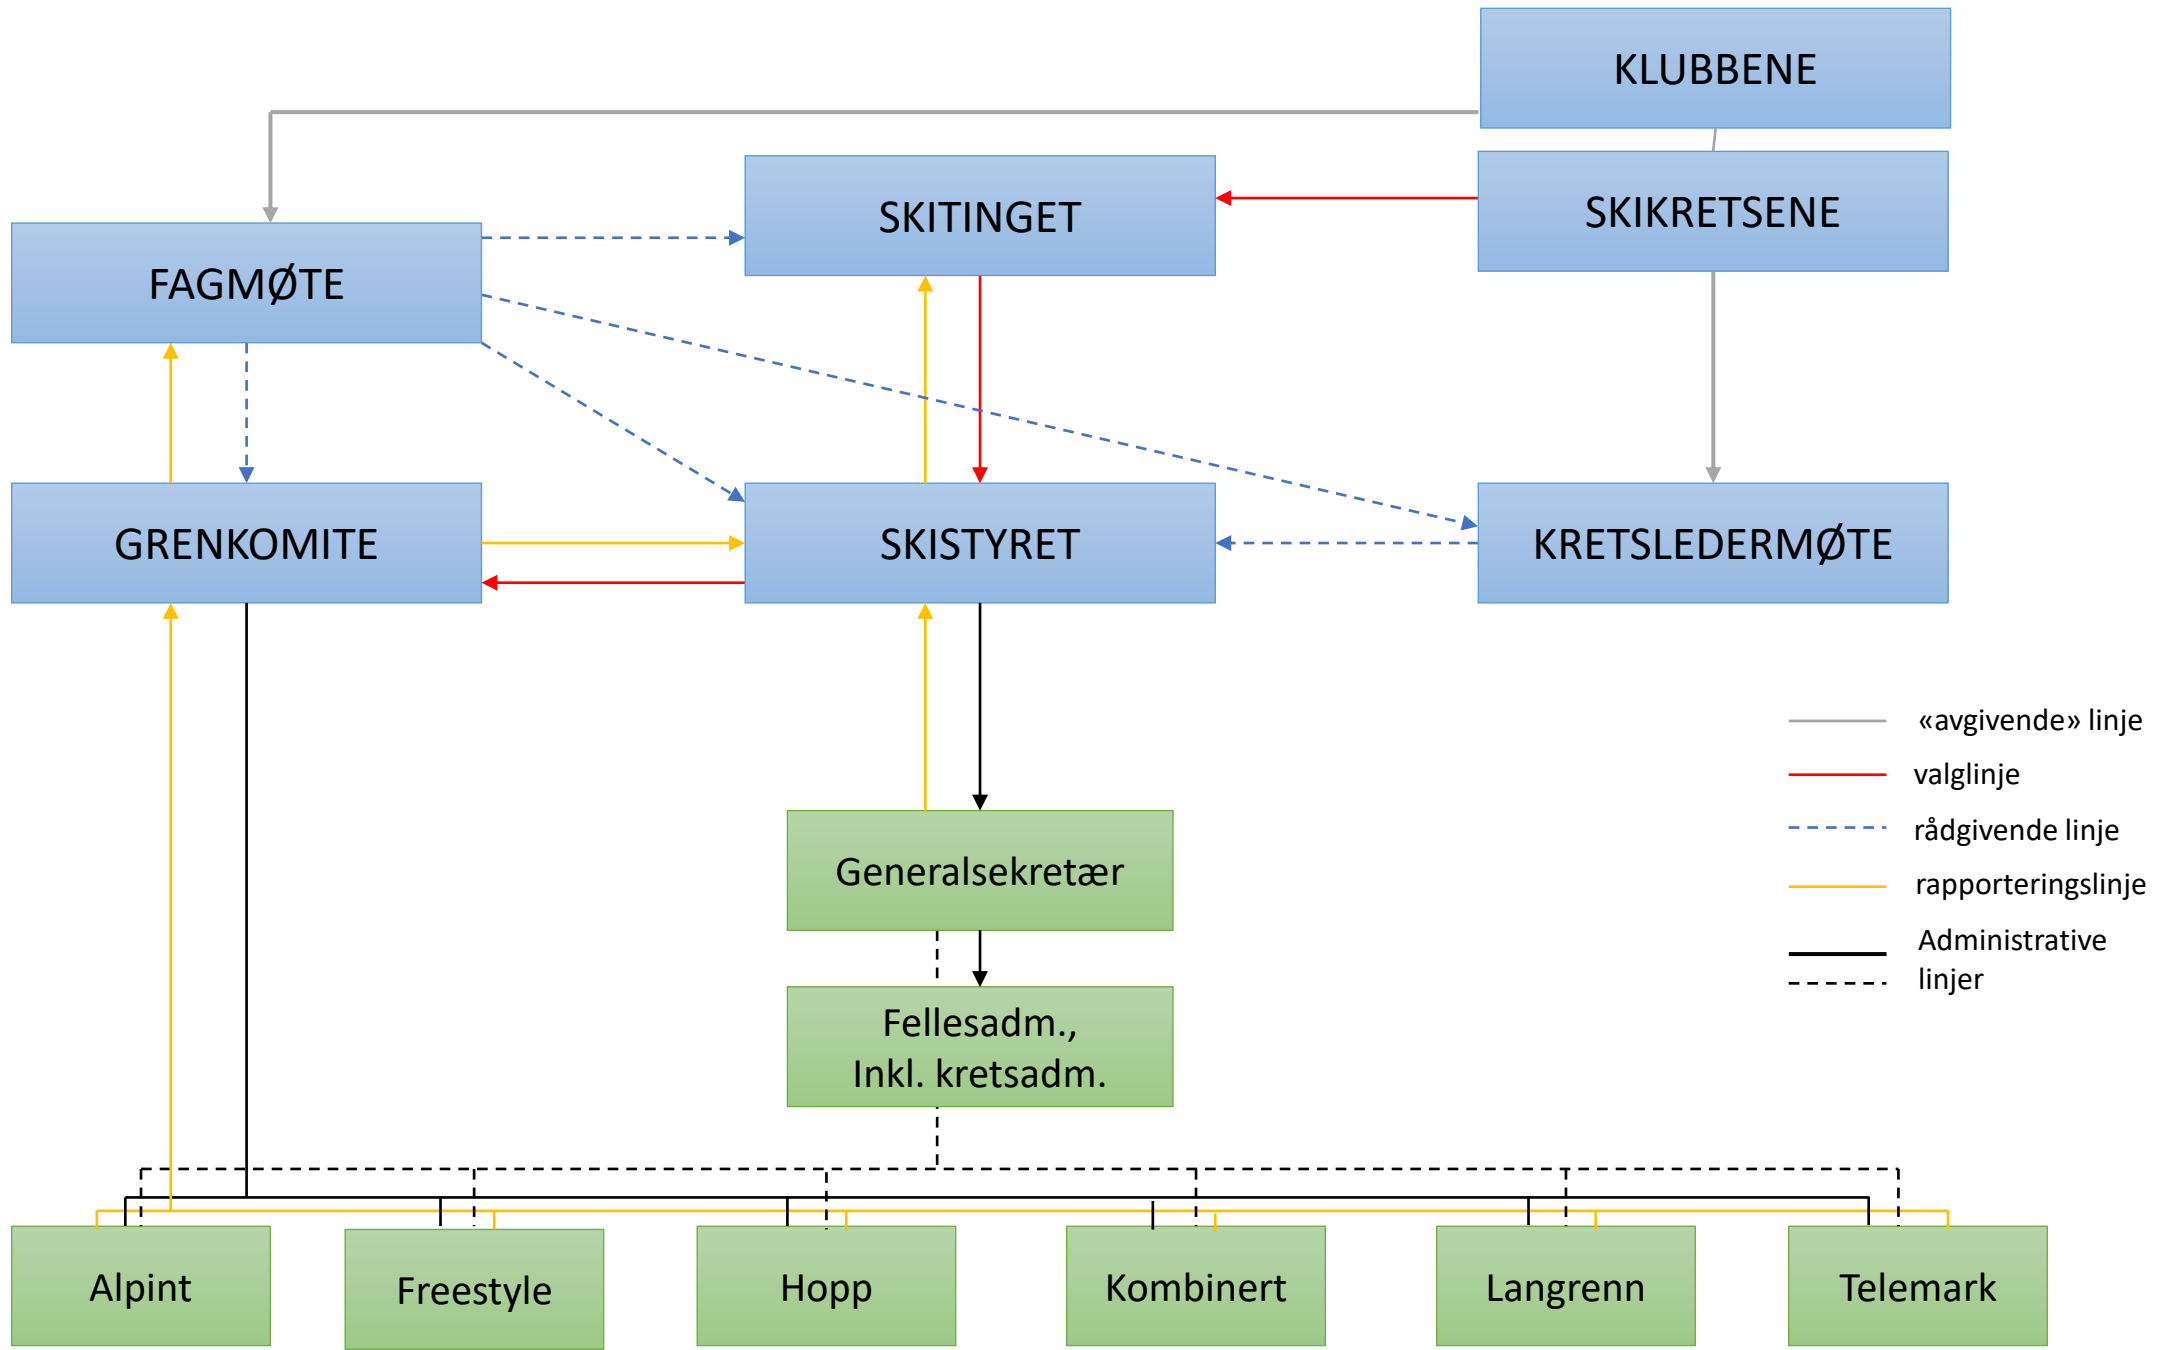 KLUBBENE
SKITINGET
SKIKRETSENE
FAGMØTE
GRENKOMITE
SKISTYRET
KRETSLEDERMØTE
«avgivende» linje
valglinje
rådgivende linje
rapporteringslinje
Administrative
linjer
Generalsekretær
Fellesadm.,
Inkl. kretsadm.
Alpint
Freestyle
Hopp
Kombinert
Langrenn
Telemark